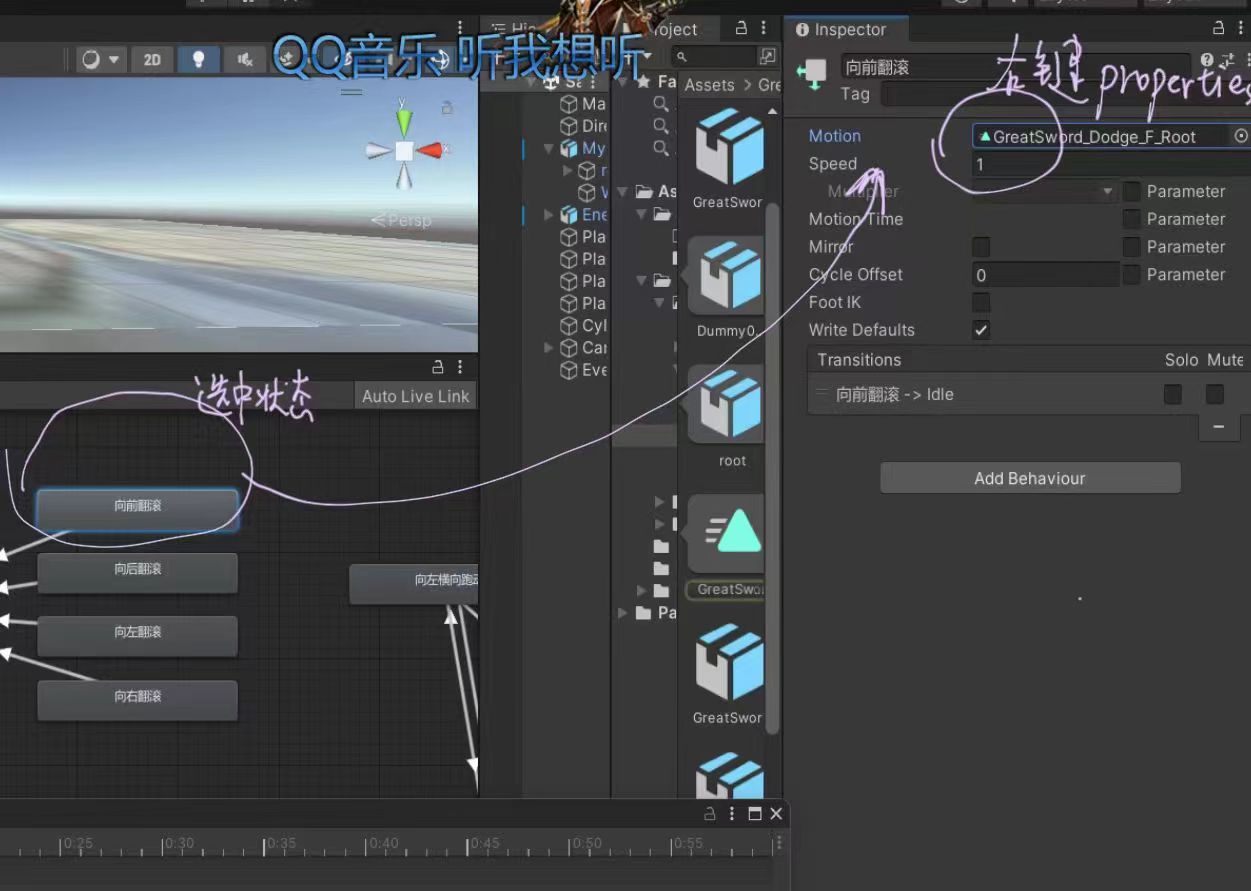 QQ音乐 听我想听
Project
Inspector
2D
Assets > Gre
向前翻滚
Tag
右键 properties
Persp
y
Motion
GreatSword_Dodge_F_Root
Speed
1
Multiplier
Parameter
Motion Time
Parameter
Mirror
Parameter
Cycle Offset
0
Parameter
Foot IK
Write Defaults
Transitions
Solo
Mute
向前翻滚 -> Idle
Add Behaviour
Fa
Ma
Dire
My
Ene
Pla
Pla
Pla
Pla
Cyl
Car
Eve
As
Pa
GreatSwor
Dummy0
root
GreatSwor
GreatSwor
选中状态
Auto Live Link
向前翻滚
向后翻滚
向左翻滚
向右翻滚
向左横向跑动
0:25
0:30
0:35
0:40
0:45
0:50
0:55